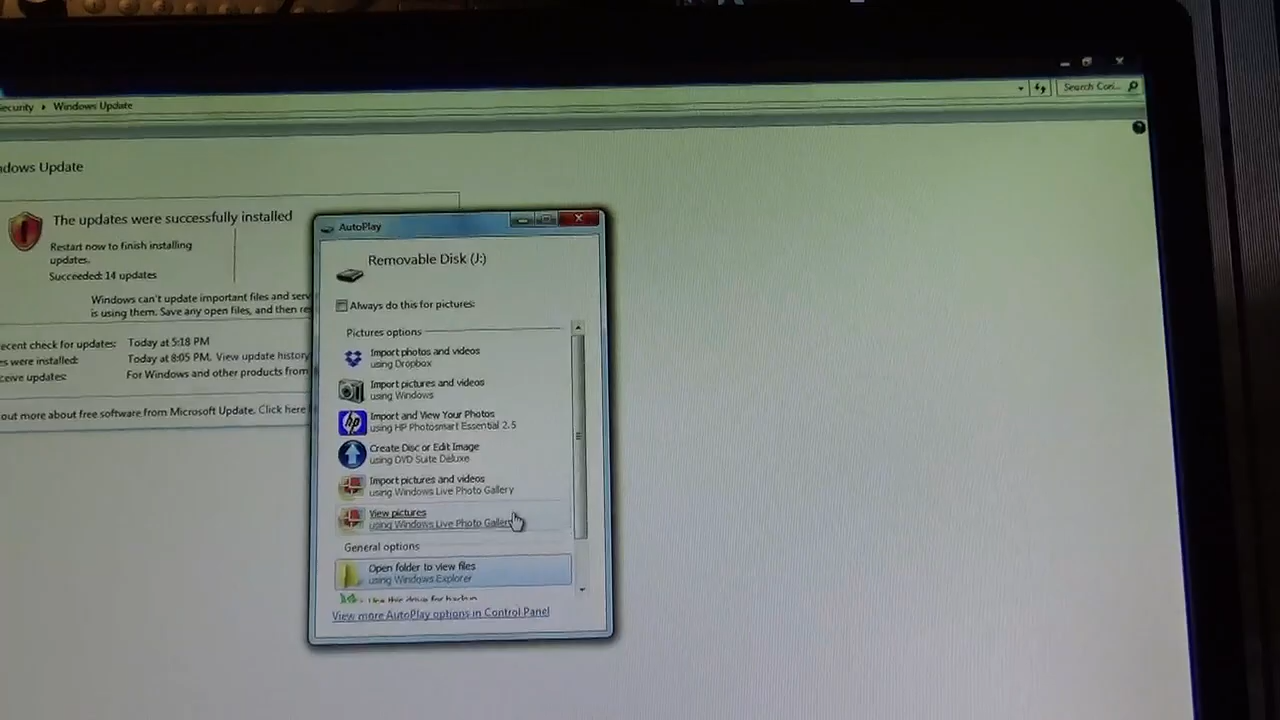 ecurity ▸ Windows Update
Search Con...
ndows Update
The updates were successfully installed
Restart now to finish installing
updates.
Succeeded: 14 updates
Windows can't update important files and serv
is using them. Save any open files, and then re
ecent check for updates: Today at 5:18 PM
es were installed: Today at 8:05 PM. View update history
ceive updates: For Windows and other products from
out more about free software from Microsoft Update. Click here
AutoPlay
Removable Disk (J:)
Always do this for pictures:
Pictures options
Import photos and videos
using Dropbox
Import pictures and videos
using Windows
hp
Import and View Your Photos
using HP Photosmart Essential 2.5
Create Disc or Edit Image
using DVD Suite Deluxe
Import pictures and videos
using Windows Live Photo Gallery
View pictures
using Windows Live Photo Gallery
General options
Open folder to view files
using Windows Explorer
Use this drive for backup
View more AutoPlay options in Control Panel